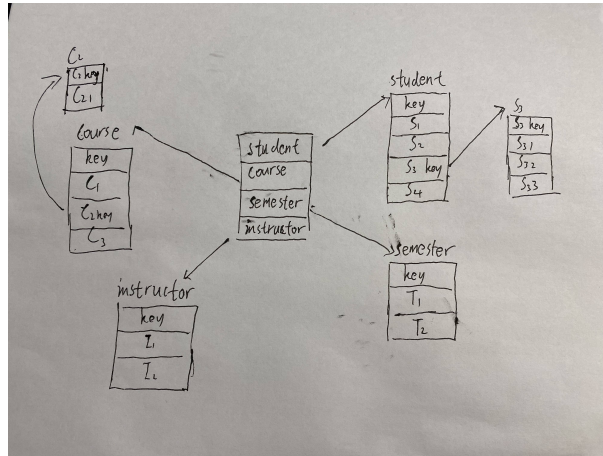 C2
C2 key
C21
course
key
C1
C2 key
C3
student
course
semester
instructor
student
key
S1
S2
S3 key
S4
S3
S3 key
S31
S32
S33
instructor
key
I1
I2
semester
key
T1
T2